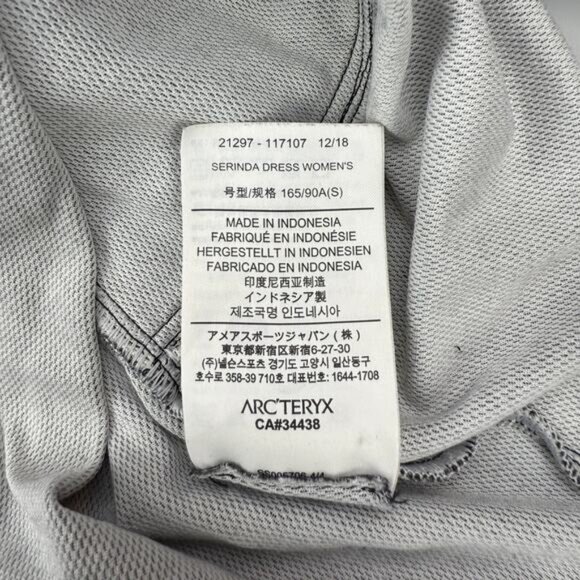 21297 - 117107 12/18
SERINDA DRESS WOMEN'S
号型/规格 165/90A(S)
MADE IN INDONESIA
FABRIQUÉ EN INDONÉSIE
HERGESTELLT IN INDONESIEN
FABRICADO EN INDONESIA
印度尼西亚制造
インドネシア製
제조국명 인도네시아
アメアスポーツジャパン (株)
東京都新宿区新宿6-27-30
(주)넬슨스포츠 경기도 고양시 일산동구
호수로 358-39 710호 대표번호: 1644-1708
ARC'TERYX
CA#34438